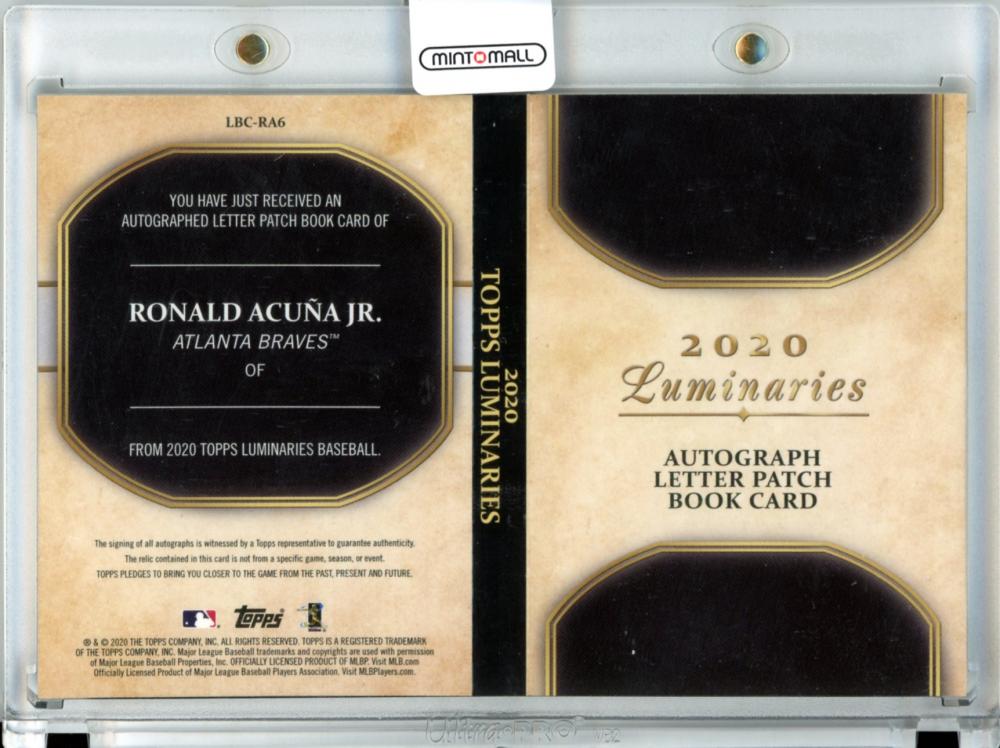 MINT MALL
LBC-RA6
YOU HAVE JUST RECEIVED AN
AUTOGRAPHED LETTER PATCH BOOK CARD OF
RONALD ACUÑA JR.
ATLANTA BRAVES™
OF
FROM 2020 TOPPS LUMINARIES BASEBALL.
The signing of all autographs is witnessed by a Topps representative to guarantee authenticity.
The relic contained in this card is not from a specific game, season, or event.
TOPPS PLEDGES TO BRING YOU CLOSER TO THE GAME FROM THE PAST, PRESENT AND FUTURE.
Topps
® & © 2020 THE TOPPS COMPANY, INC. ALL RIGHTS RESERVED. TOPPS IS A REGISTERED TRADEMARK
OF THE TOPPS COMPANY, INC. Major League Baseball trademarks and copyrights are used with permission
of Major League Baseball Properties, Inc. OFFICIALLY LICENSED PRODUCT OF MLBP. Visit MLB.com
Officially Licensed Product of Major League Baseball Players Association. Visit MLBPlayers.com.
2020
TOPPS LUMINARIES
2020
Luminaries
AUTOGRAPH
LETTER PATCH
BOOK CARD
Ultra PRO